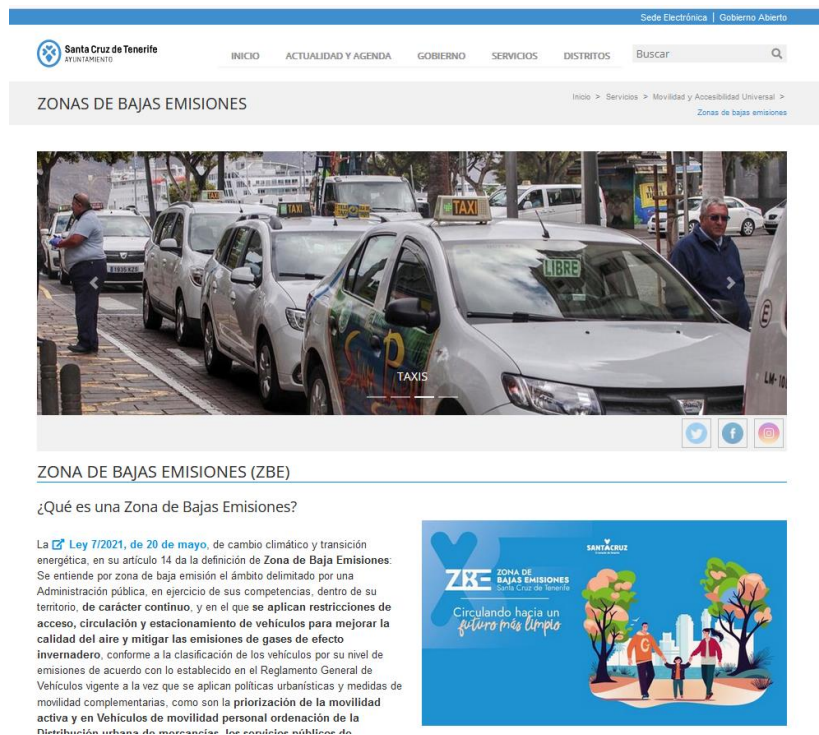 Sede Electrónica | Gobierno Abierto
Santa Cruz de Tenerife
AYUNTAMIENTO
INICIO ACTUALIDAD Y AGENDA GOBIERNO SERVICIOS DISTRITOS Buscar
ZONAS DE BAJAS EMISIONES
Inicio > Servicios > Movilidad y Accesibilidad Universal >
Zonas de bajas emisiones
TAXI
TAXI
LIBRE
TAXIS
ZONA DE BAJAS EMISIONES (ZBE)
¿Qué es una Zona de Bajas Emisiones?
La Ley 7/2021, de 20 de mayo, de cambio climático y transición
energética, en su artículo 14 da la definición de Zona de Baja Emisiones:
Se entiende por zona de baja emisión el ámbito delimitado por una
Administración pública, en ejercicio de sus competencias, dentro de su
territorio, de carácter continuo, y en el que se aplican restricciones de
acceso, circulación y estacionamiento de vehículos para mejorar la
calidad del aire y mitigar las emisiones de gases de efecto
invernadero, conforme a la clasificación de los vehículos por su nivel de
emisiones de acuerdo con lo establecido en el Reglamento General de
Vehículos vigente a la vez que se aplican políticas urbanísticas y medidas de
movilidad complementarias, como son la priorización de la movilidad
activa y en Vehículos de movilidad personal ordenación de la
Distribución urbana de mercancías, los servicios públicos de
SANTACRUZ
ZBE ZONA DE
BAJAS EMISIONES
Santa Cruz de Tenerife
Circulando hacia un
futuro más limpio